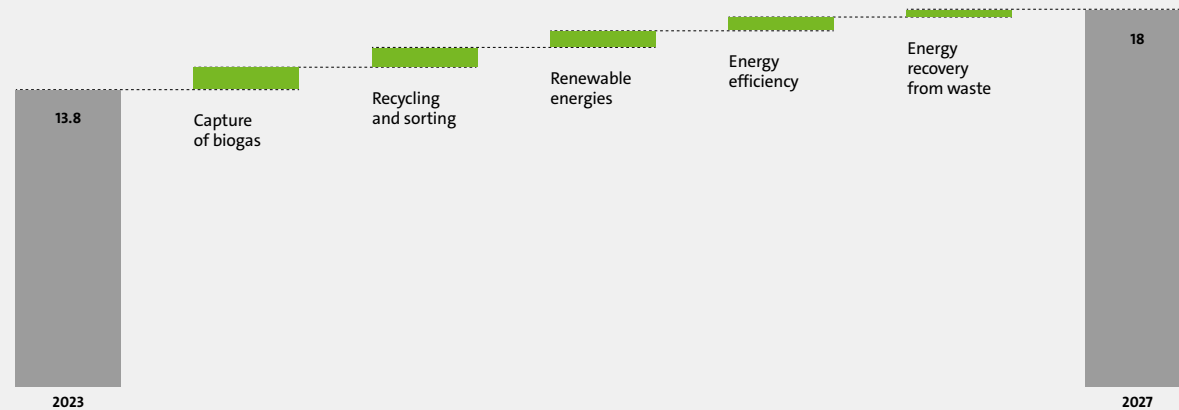 13.8
Capture
of biogas
Recycling
and sorting
Renewable
energies
Energy
efficiency
Energy
recovery
from waste
18
2023
2027